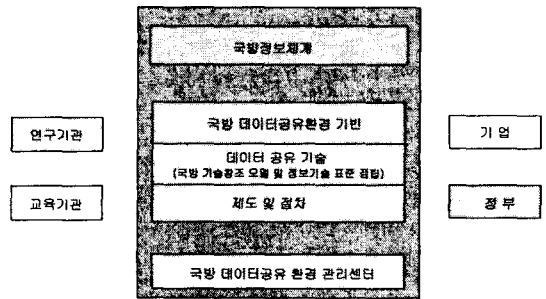 국방정보체계
국방 데이터공유환경 기반
연구기관
기 업
데이터 공유 기술
(국방 기술참조 모델 및 정보기술 표준 포함)
교육기관
제도 및 절차
정 부
국방 데이터공유 환경 관리센터